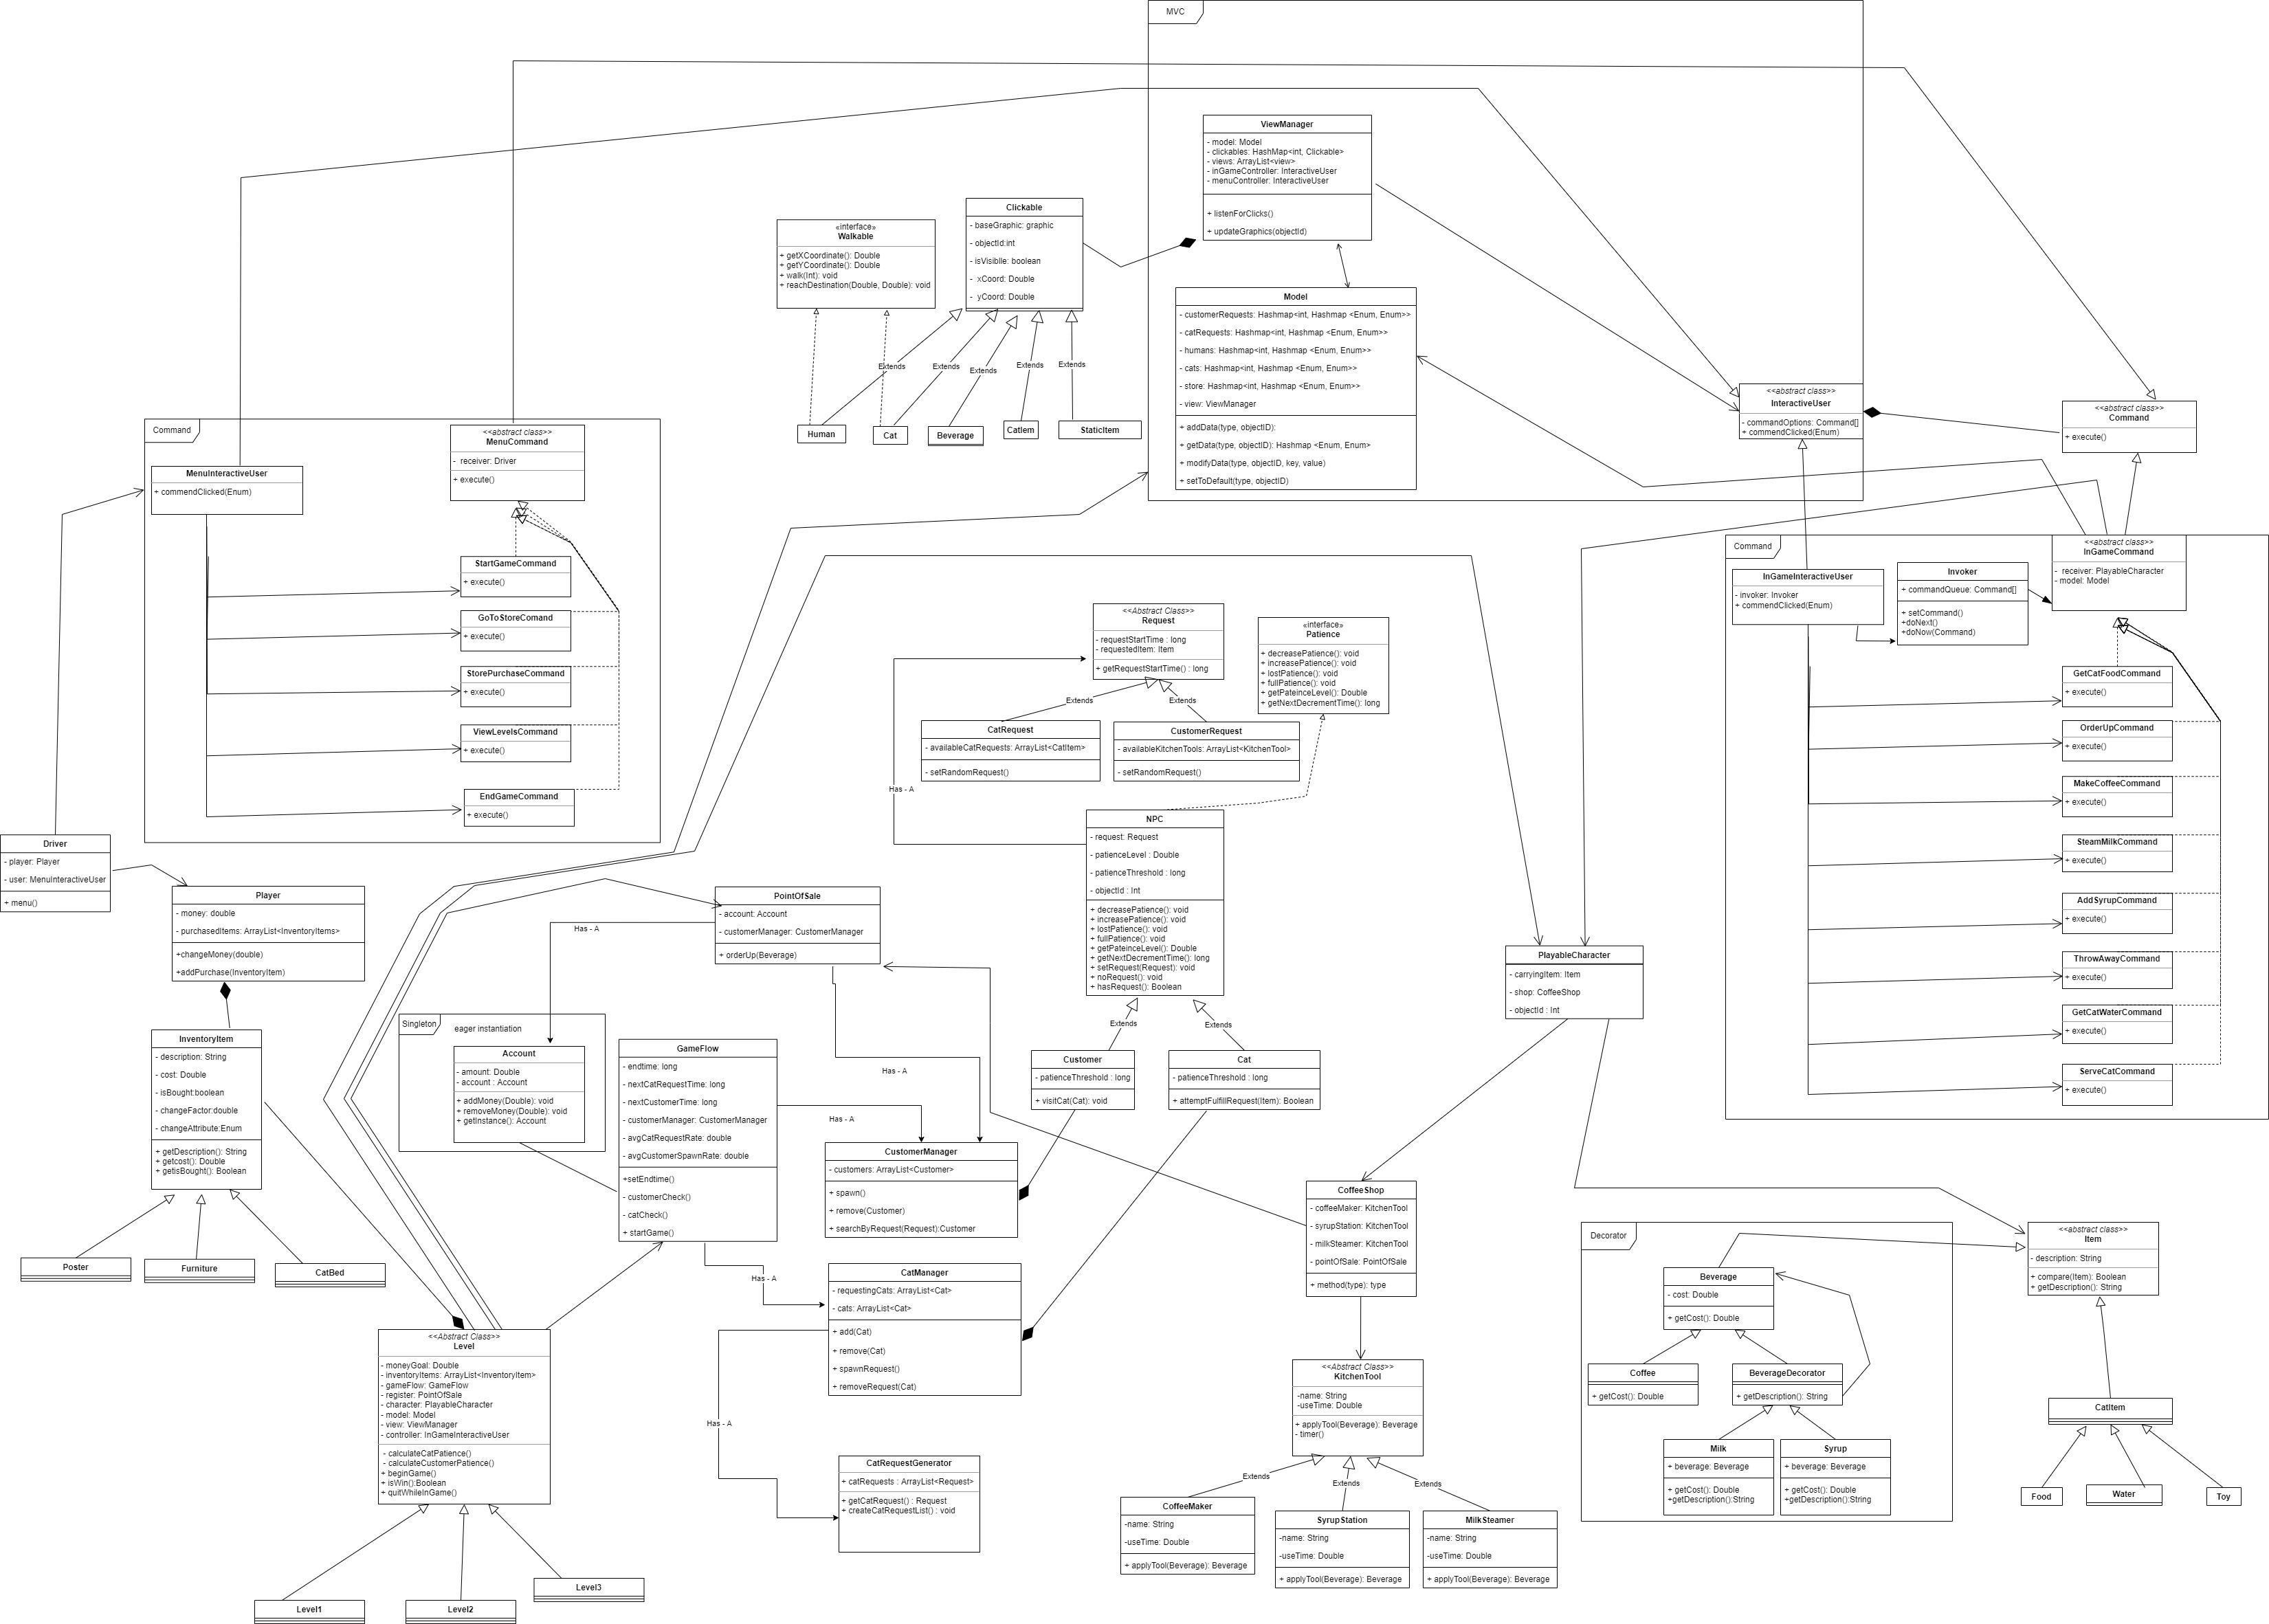 MVC
ViewManager
- model: Model
- clickables: HashMap<int, Clickable>
- views: ArrayList<view>
- inGameController: InteractiveUser
- menuController: InteractiveUser
+ listenForClicks()
+ updateGraphics(objectId)
«interface»
Walkable
+ getXCoordinate(): Double
+ getYCoordinate(): Double
+ walk(Int): void
+ reachDestination(Double, Double): void
Clickable
- baseGraphic: graphic
- objectId:int
- isVisiblle: boolean
- xCoord: Double
- yCoord: Double
Extends
Extends
Extends
Extends
Extends
Human
Cat
Beverage
CatIem
StaticItem
Model
- customerRequests: Hashmap<int, Hashmap <Enum, Enum>>
- catRequests: Hashmap<int, Hashmap <Enum, Enum>>
- humans: Hashmap<int, Hashmap <Enum, Enum>>
- cats: Hashmap<int, Hashmap <Enum, Enum>>
- store: Hashmap<int, Hashmap <Enum, Enum>>
- view: ViewManager
+ addData(type, objectID):
+ getData(type, objectID): Hashmap <Enum, Enum>
+ modifyData(type, objectID, key, value)
+ setToDefault(type, objectID)
<<abstract class>>
InteractiveUser
- commandOptions: Command[]
+ commendClicked(Enum)
<<abstract class>>
Command
+ execute()
Command
MenuInteractiveUser
+ commendClicked(Enum)
<<abstract class>>
MenuCommand
- receiver: Driver
+ execute()
StartGameCommand
+ execute()
GoToStoreComand
+ execute()
StorePurchaseCommand
+ execute()
ViewLevelsCommand
+ execute()
EndGameCommand
+ execute()
Command
InGameInteractiveUser
- invoker: Invoker
+ commendClicked(Enum)
Invoker
+ commandQueue: Command[]
+ setCommand()
+doNext()
+doNow(Command)
<<abstract class>>
InGameCommand
- receiver: PlayableCharacter
- model: Model
GetCatFoodCommand
+ execute()
OrderUpCommand
+ execute()
MakeCoffeeCommand
+ execute()
SteamMilkCommand
+ execute()
AddSyrupCommand
+ execute()
ThrowAwayCommand
+ execute()
GetCatWaterCommand
+ execute()
ServeCatCommand
+ execute()
<<Abstract Class>>
Request
- requestStartTime : long
- requestedItem: Item
+ getRequestStartTime() : long
«interface»
Patience
+ decreasePatience(): void
+ increasePatience(): void
+ lostPatience(): void
+ fullPatience(): void
+ getPateinceLevel(): Double
+ getNextDecrementTime(): long
Extends
Extends
CatRequest
- availableCatRequests: ArrayList<CatItem>
- setRandomRequest()
CustomerRequest
- availableKitchenTools: ArrayList<KitchenTool>
- setRandomRequest()
Has - A
NPC
- request: Request
- patienceLevel : Double
- patienceThreshold : long
- objectId : Int
+ decreasePatience(): void
+ increasePatience(): void
+ lostPatience(): void
+ fullPatience(): void
+ getPateinceLevel(): Double
+ getNextDecrementTime(): long
+ setRequest(Request): void
+ noRequest(): void
+ hasRequest(): Boolean
Extends
Extends
Customer
- patienceThreshold : long
+ visitCat(Cat): void
Cat
- patienceThreshold : long
+ attemptFulfillRequest(Item): Boolean
Driver
- player: Player
- user: MenuInteractiveUser
+ menu()
Player
- money: double
- purchasedItems: ArrayList<InventoryItems>
+changeMoney(double)
+addPurchase(InventoryItem)
PointOfSale
- account: Account
- customerManager: CustomerManager
+ orderUp(Beverage)
Has - A
PlayableCharacter
- carryingItem: Item
- shop: CoffeeShop
- objectId : Int
Singleton
eager instantiation
Account
- amount: Double
- account : Account
+ addMoney(Double): void
+ removeMoney(Double): void
+ getInstance(): Account
InventoryItem
- description: String
- cost: Double
- isBought:boolean
- changeFactor:double
- changeAttribute:Enum
+ getDescription(): String
+ getcost(): Double
+ getisBought(): Boolean
Poster
Furniture
CatBed
GameFlow
- endtime: long
- nextCatRequestTime: long
- nextCustomerTime: long
- customerManager: CustomerManager
- avgCatRequestRate: double
- avgCustomerSpawnRate: double
+setEndtime()
- customerCheck()
- catCheck()
+ startGame()
Has - A
Has - A
Has - A
CustomerManager
- customers: ArrayList<Customer>
+ spawn()
+ remove(Customer)
+ searchByRequest(Request):Customer
CatManager
- requestingCats: ArrayList<Cat>
- cats: ArrayList<Cat>
+ add(Cat)
+ remove(Cat)
+ spawnRequest()
+ removeRequest(Cat)
Has - A
CatRequestGenerator
+ catRequests : ArrayList<Request>
+ getCatRequest() : Request
+ createCatRequestList() : void
<<Abstract Class>>
Level
- moneyGoal: Double
- inventoryItems: ArrayList<InventoryItem>
- gameFlow: GameFlow
- register: PointOfSale
- character: PlayableCharacter
- model: Model
- view: ViewManager
- controller: InGameInteractiveUser
- calculateCatPatience()
- calculateCustomerPatience()
+ beginGame()
+ isWin():Boolean
+ quitWhileInGame()
Level1
Level2
Level3
CoffeeShop
- coffeeMaker: KitchenTool
- syrupStation: KitchenTool
- milkSteamer: KitchenTool
- pointOfSale: PointOfSale
+ method(type): type
<<Abstract Class>>
KitchenTool
-name: String
-useTime: Double
+ applyTool(Beverage): Beverage
- timer()
Extends
Extends
Extends
CoffeeMaker
-name: String
-useTime: Double
+ applyTool(Beverage): Beverage
SyrupStation
-name: String
-useTime: Double
+ applyTool(Beverage): Beverage
MilkSteamer
-name: String
-useTime: Double
+ applyTool(Beverage): Beverage
Decorator
Beverage
- cost: Double
+ getCost(): Double
Coffee
+ getCost(): Double
BeverageDecorator
+ getDescription(): String
Milk
+ beverage: Beverage
+ getCost(): Double
+getDescription():String
Syrup
+ beverage: Beverage
+ getCost(): Double
+getDescription():String
<<abstract class>>
Item
- description: String
+ compare(Item): Boolean
+ getDescription(): String
CatItem
Food
Water
Toy